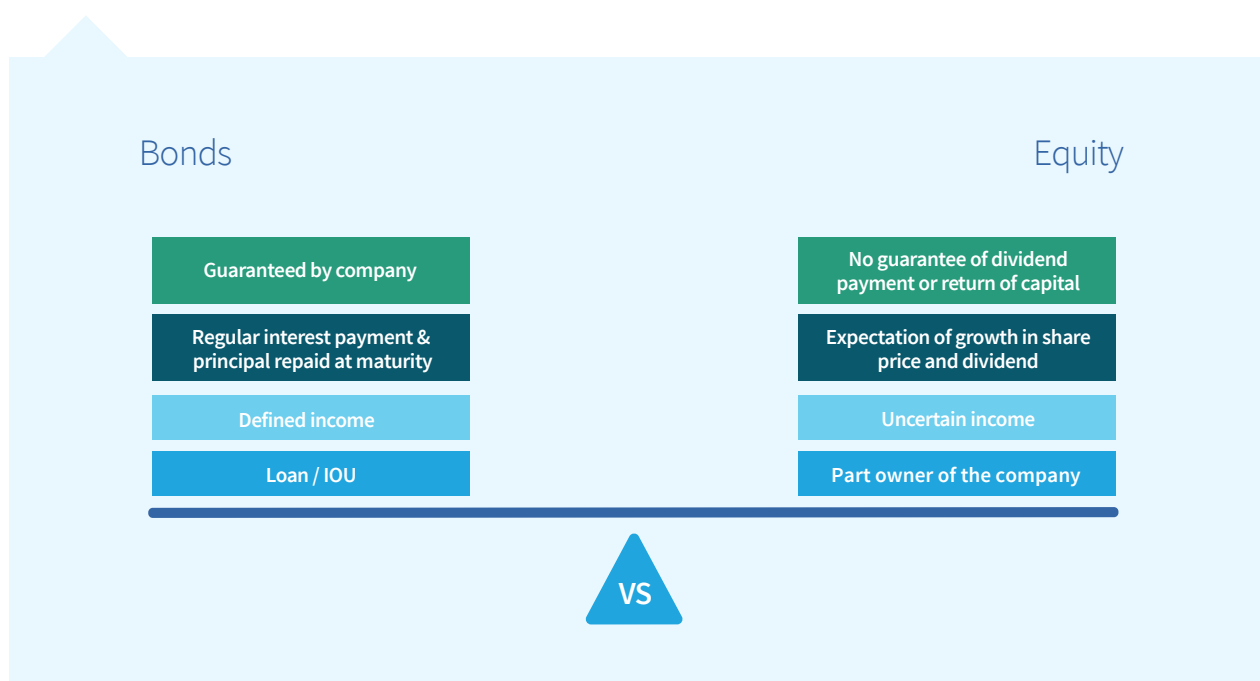 Bonds
Equity
Guaranteed by company
Regular interest payment &
principal repaid at maturity
Defined income
Loan / IOU
No guarantee of dividend
payment or return of capital
Expectation of growth in share
price and dividend
Uncertain income
Part owner of the company
VS